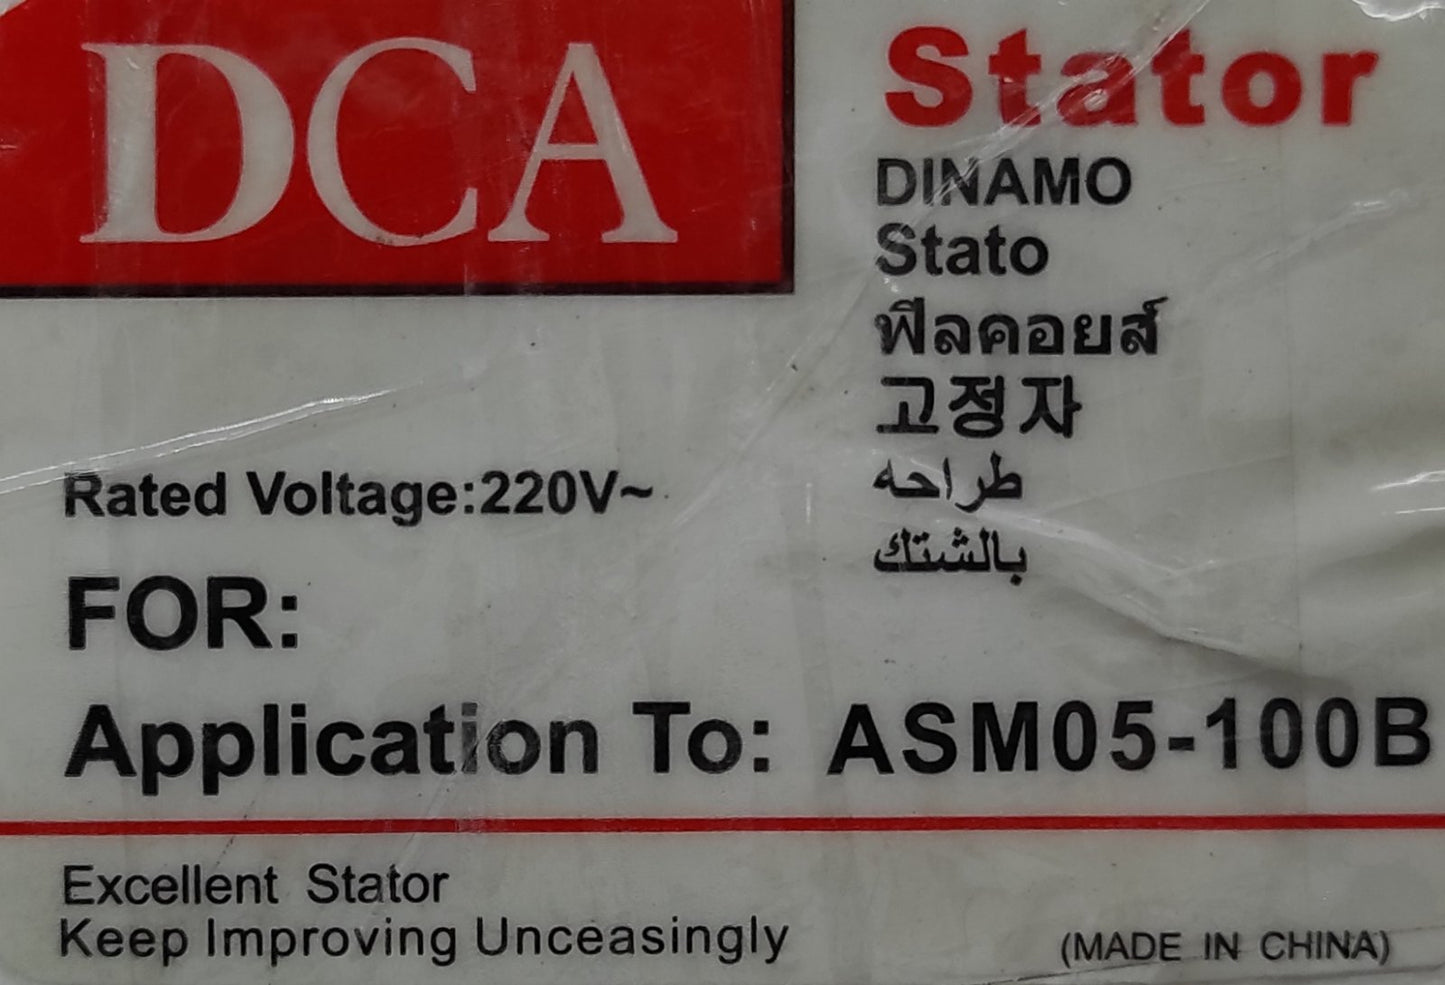 DCA
Stator
DINAMO
Stato
ฟีลคอยส์
고정자
طراحه
بالشتك
Rated Voltage:220V~
FOR:
Application To: ASM05-100B
Excellent Stator
Keep Improving Unceasingly
(MADE IN CHINA)